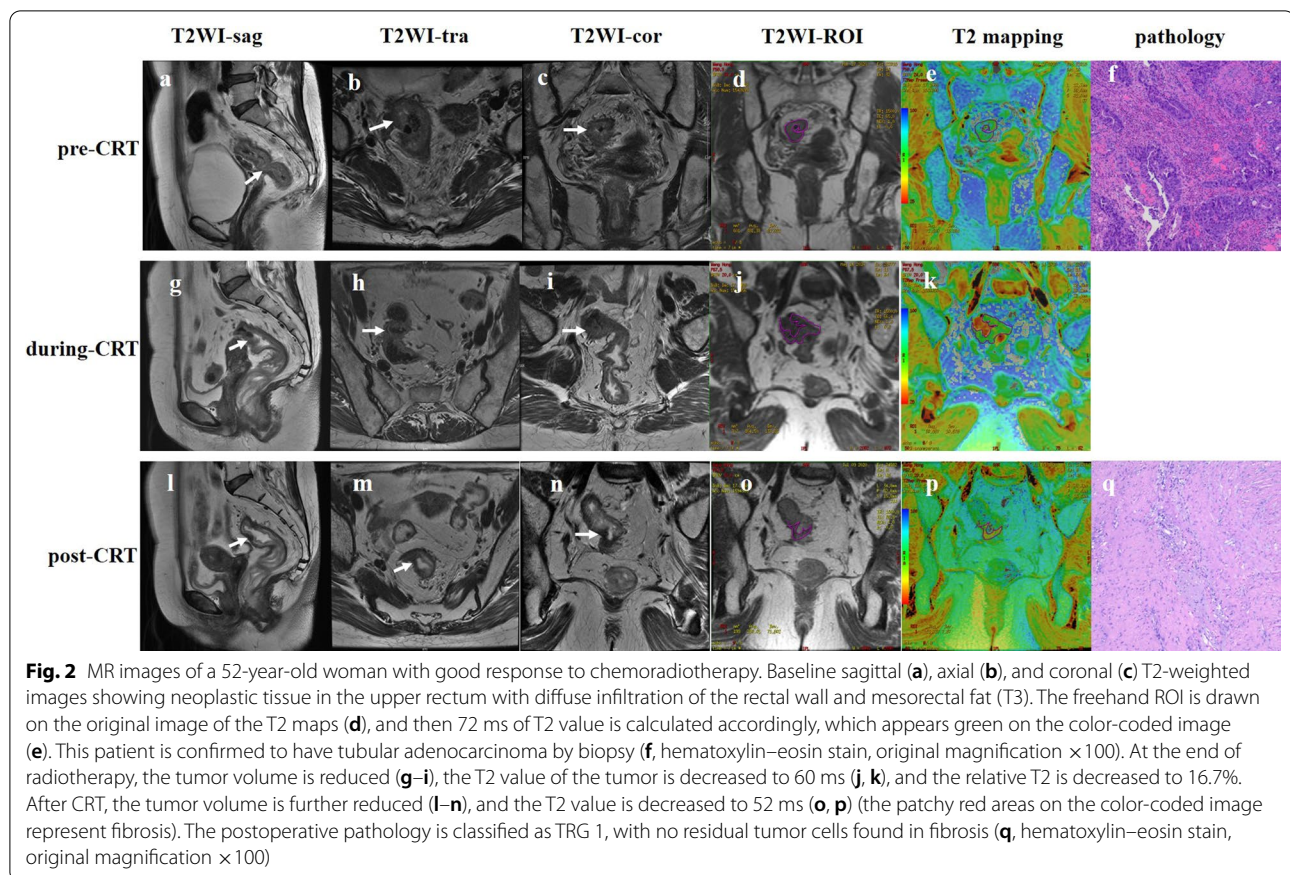 T2WI-sag T2WI-tra T2WI-cor T2WI-ROI T2 mapping pathology
pre-CRT
a b c d e f
during-CRT
g h i j k
post-CRT
l m n o p q
Fig. 2 MR images of a 52-year-old woman with good response to chemoradiotherapy. Baseline sagittal (a), axial (b), and coronal (c) T2-weighted
images showing neoplastic tissue in the upper rectum with diffuse infiltration of the rectal wall and mesorectal fat (T3). The freehand ROI is drawn
on the original image of the T2 maps (d), and then 72 ms of T2 value is calculated accordingly, which appears green on the color-coded image
(e). This patient is confirmed to have tubular adenocarcinoma by biopsy (f, hematoxylin–eosin stain, original magnification ×100). At the end of
radiotherapy, the tumor volume is reduced (g–i), the T2 value of the tumor is decreased to 60 ms (j, k), and the relative T2 is decreased to 16.7%.
After CRT, the tumor volume is further reduced (l–n), and the T2 value is decreased to 52 ms (o, p) (the patchy red areas on the color-coded image
represent fibrosis). The postoperative pathology is classified as TRG 1, with no residual tumor cells found in fibrosis (q, hematoxylin–eosin stain,
original magnification ×100)